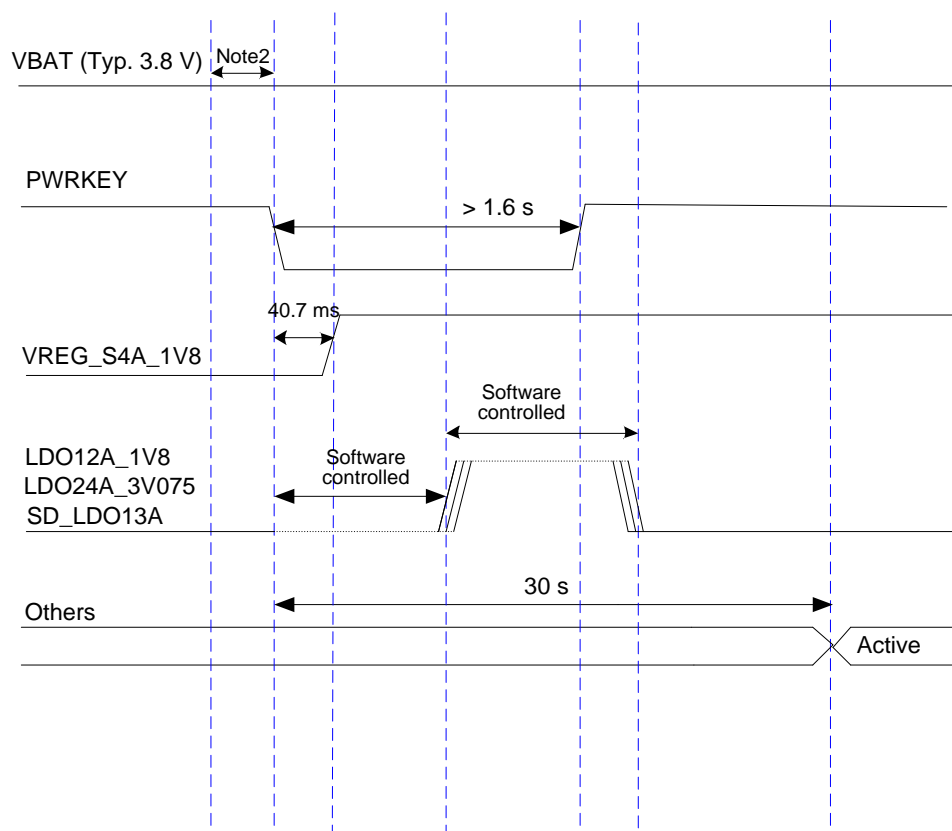 VBAT (Typ. 3.8 V)
Note2
PWRKEY
> 1.6 s
40.7 ms
VREG_S4A_1V8
Software
controlled
LDO12A_1V8
LDO24A_3V075
SD_LDO13A
Software
controlled
30 s
Others
Active